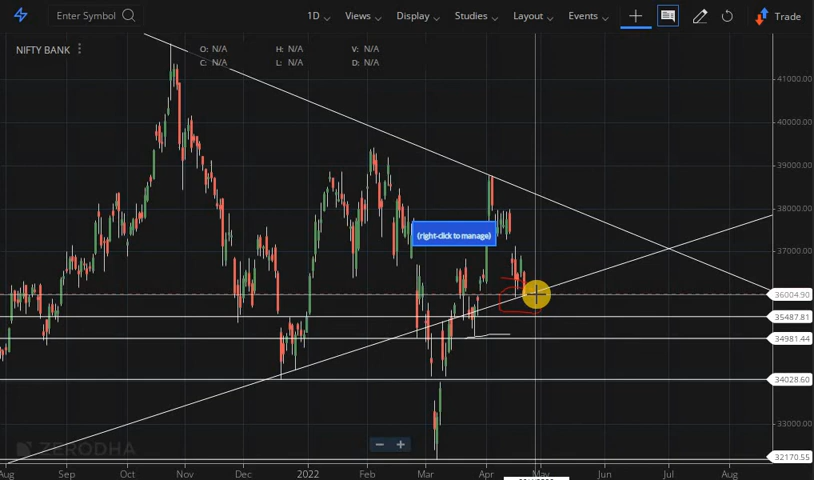 Enter Symbol 1D Views Display Studies Layout Events Trade
NIFTY BANK
O: N/A H: N/A V: N/A
C: N/A L: N/A D: N/A
41000.00
40000.00
39000.00
38000.00
(right-click to manage)
37000.00
36004.90
35487.81
34981.44
34028.60
33000.00
ZERODHA
32170.55
Aug Sep Oct Nov Dec 2022 Feb Mar Apr May Jun Jul Aug